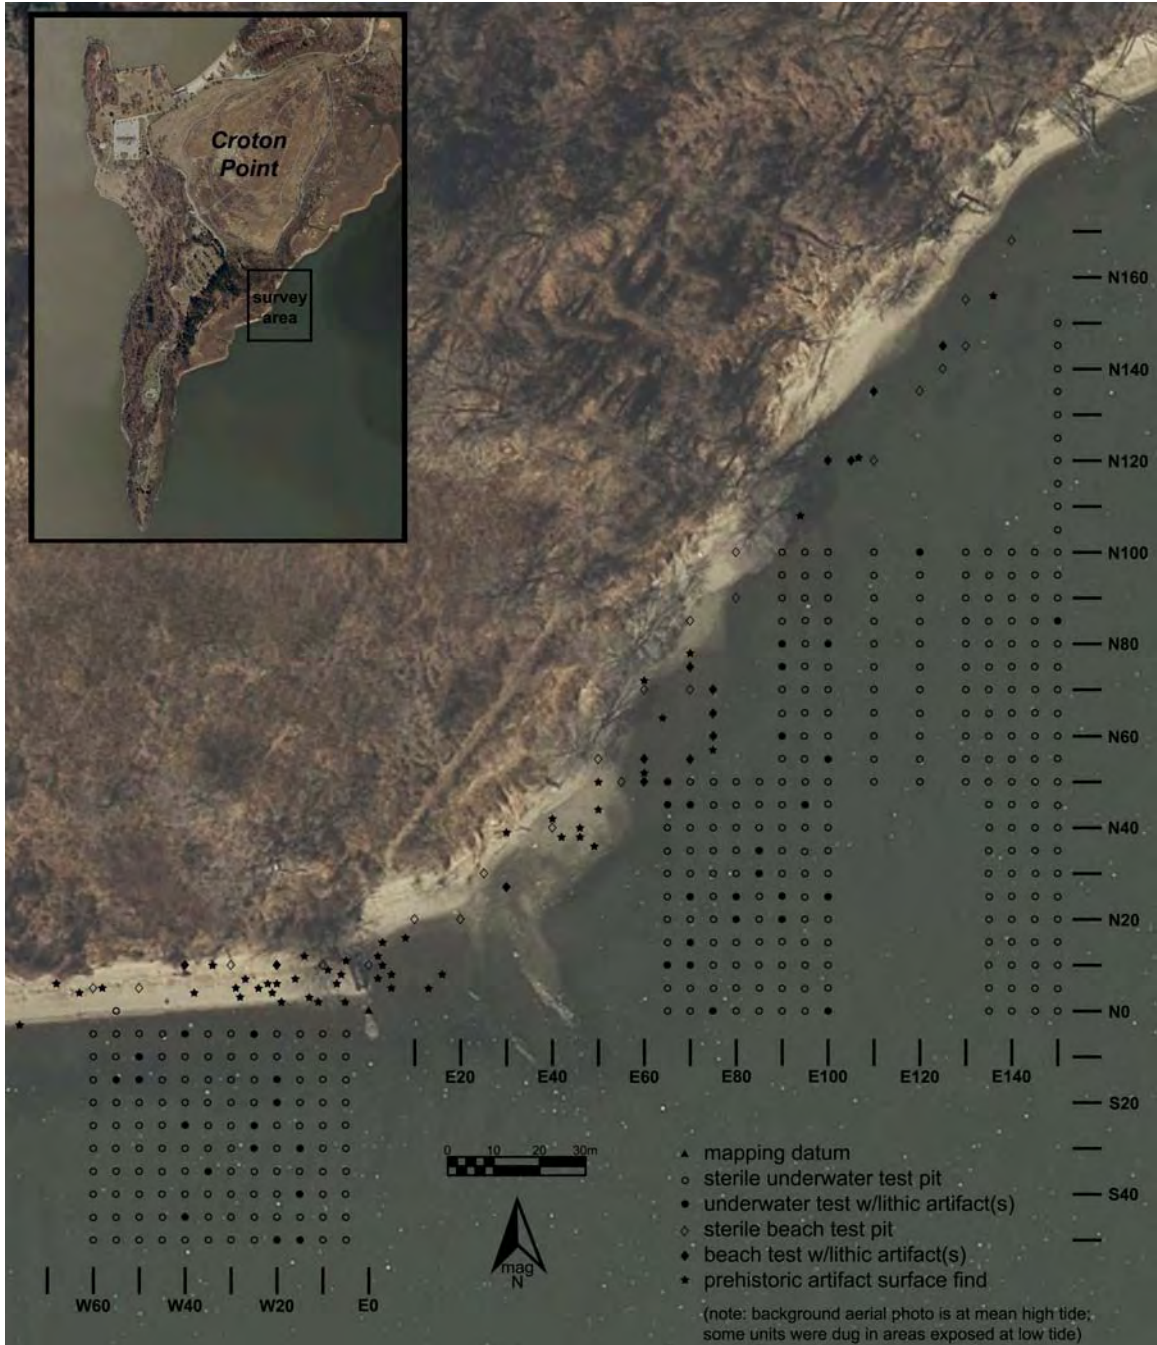 Croton
Point
survey
area
N160
N140
N120
N100
N80
N60
N40
N20
N0
E20 E40 E60 E80 E100 E120 E140
S20
S40
0 10 20 30m
mag
N
mapping datum
sterile underwater test pit
underwater test w/lithic artifact(s)
sterile beach test pit
beach test w/lithic artifact(s)
prehistoric artifact surface find
(note: background aerial photo is at mean high tide;
some units were dug in areas exposed at low tide)
W60 W40 W20 E0